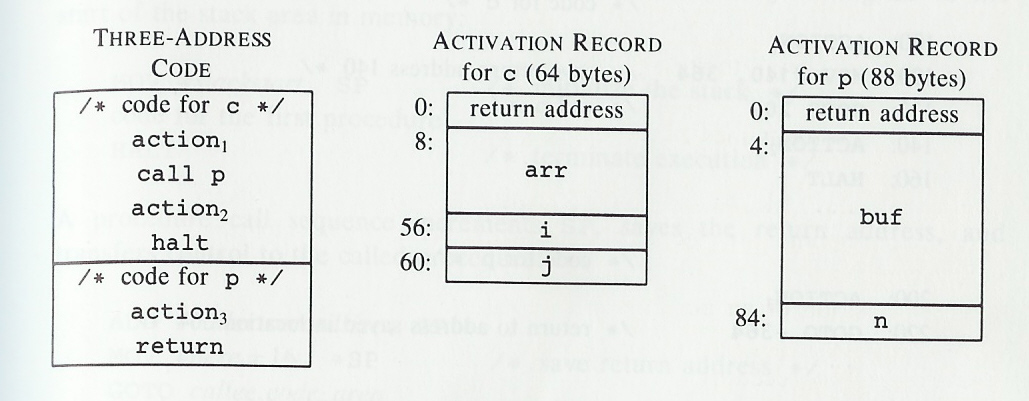 THREE-ADDRESS
CODE
/* code for c */
action₁
call p
action₂
halt
/* code for p */
action₃
return
ACTIVATION RECORD
for c (64 bytes)
0: return address
8:
arr
56: i
60: j
ACTIVATION RECORD
for p (88 bytes)
0: return address
4:
buf
84: n